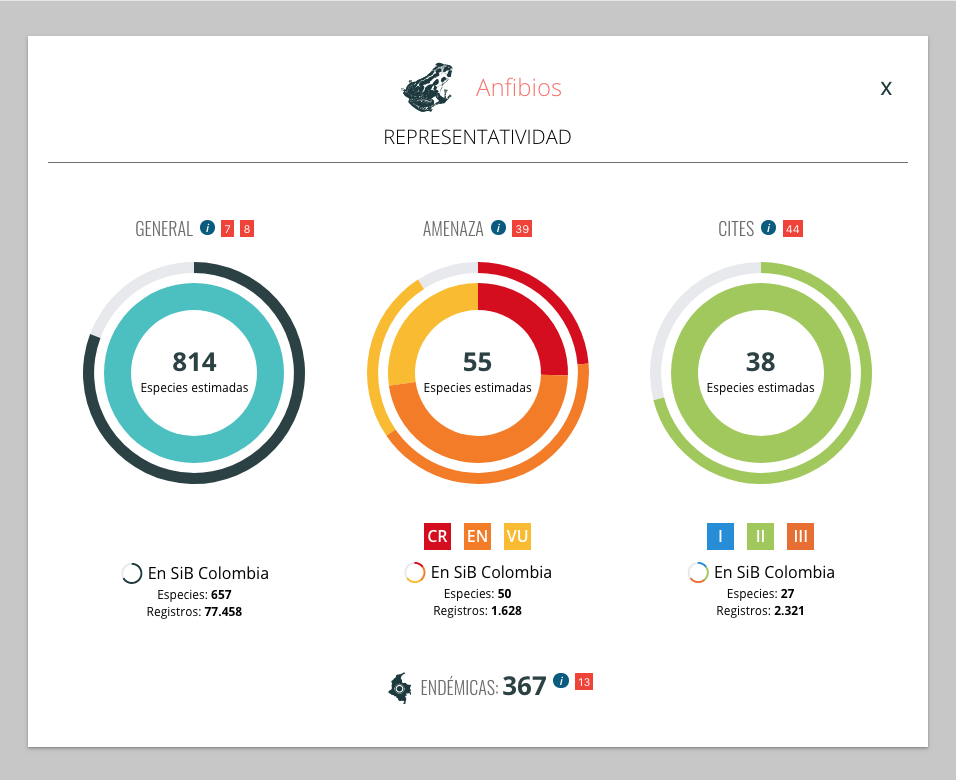 Anfibios
X
REPRESENTATIVIDAD
GENERAL i 7 8
AMENAZA i 39
CITES i 44
814
Especies estimadas
55
Especies estimadas
38
Especies estimadas
CR EN VU
I II III
En SiB Colombia
Especies: 657
Registros: 77.458
En SiB Colombia
Especies: 50
Registros: 1.628
En SiB Colombia
Especies: 27
Registros: 2.321
ENDÉMICAS: 367 i 13